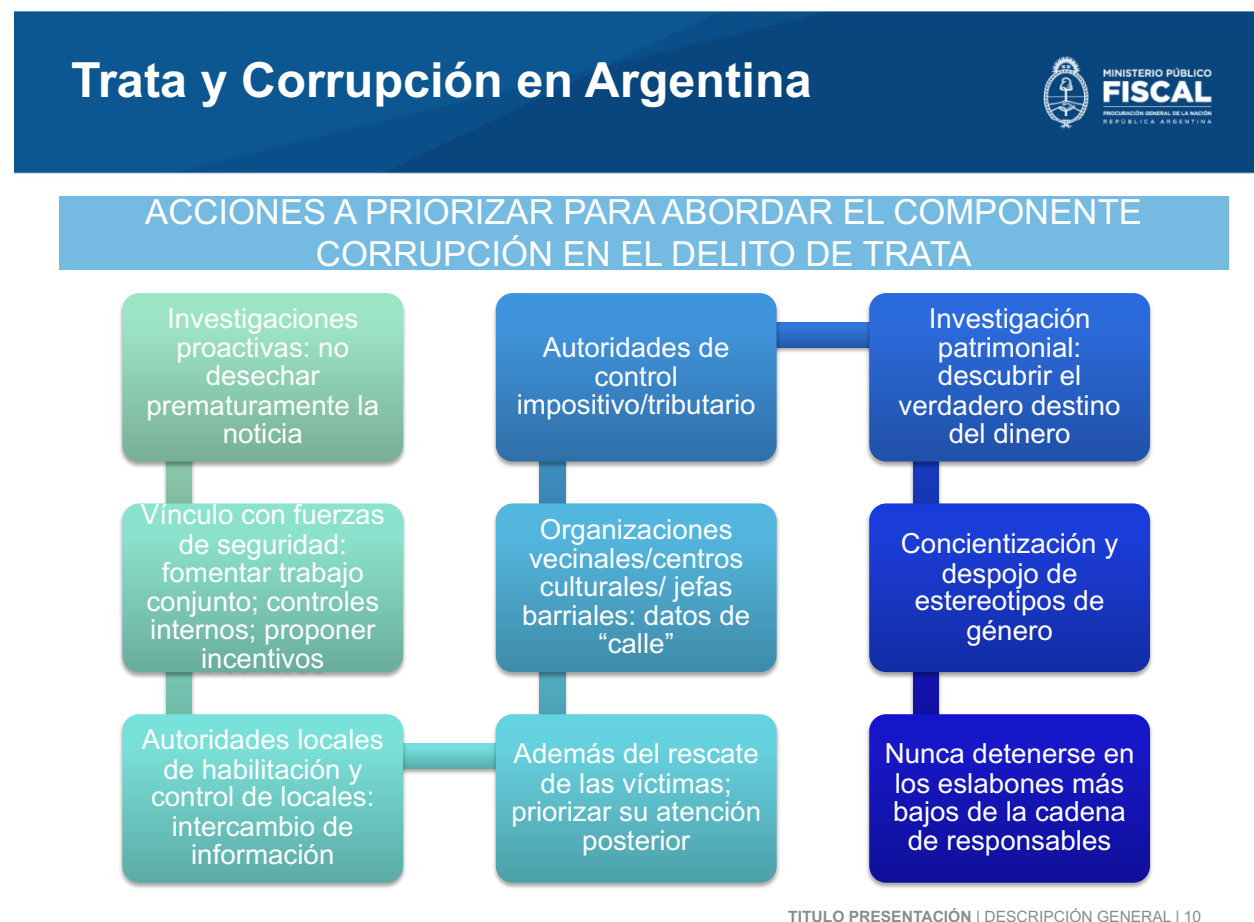 Trata y Corrupción en Argentina
MINISTERIO PÚBLICO
FISCAL
PROCURACIÓN GENERAL DE LA NACIÓN
REPÚBLICA ARGENTINA
ACCIONES A PRIORIZAR PARA ABORDAR EL COMPONENTE
CORRUPCIÓN EN EL DELITO DE TRATA
Investigaciones
proactivas: no
desechar
prematuramente la
noticia
Vínculo con fuerzas
de seguridad:
fomentar trabajo
conjunto; controles
internos; proponer
incentivos
Autoridades locales
de habilitación y
control de locales:
intercambio de
información
Además del rescate
de las víctimas;
priorizar su atención
posterior
Organizaciones
vecinales/centros
culturales/ jefas
barriales: datos de
“calle”
Autoridades de
control
impositivo/tributario
Investigación
patrimonial:
descubrir el
verdadero destino
del dinero
Concientización y
despojo de
estereotipos de
género
Nunca detenerse en
los eslabones más
bajos de la cadena
de responsables
TITULO PRESENTACIÓN | DESCRIPCIÓN GENERAL | 10